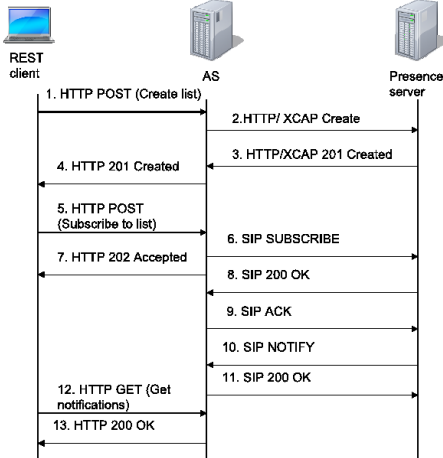 REST
client
AS
Presence
server
1. HTTP POST (Create list)
2.HTTP/ XCAP Create
3. HTTP/XCAP 201 Created
4. HTTP 201 Created
5. HTTP POST
(Subscribe to list)
6. SIP SUBSCRIBE
7. HTTP 202 Accepted
8. SIP 200 OK
9. SIP ACK
10. SIP NOTIFY
11. SIP 200 OK
12. HTTP GET (Get
notifications)
13. HTTP 200 OK